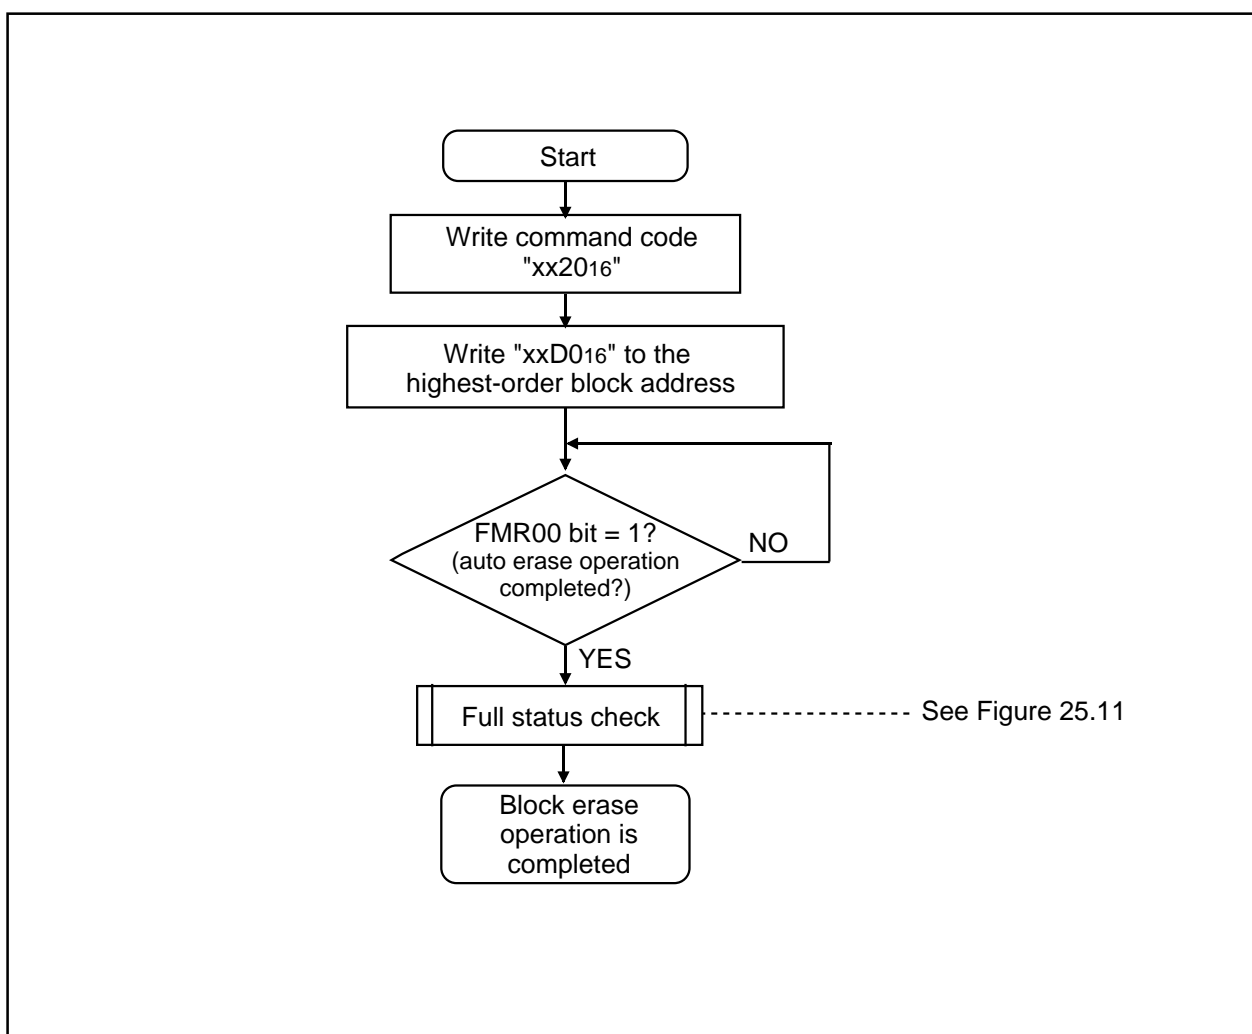 Start
Write command code
"xx2016"
Write "xxD016" to the
highest-order block address
FMR00 bit = 1?
(auto erase operation
completed?)
NO
YES
Full status check
See Figure 25.11
Block erase
operation is
completed